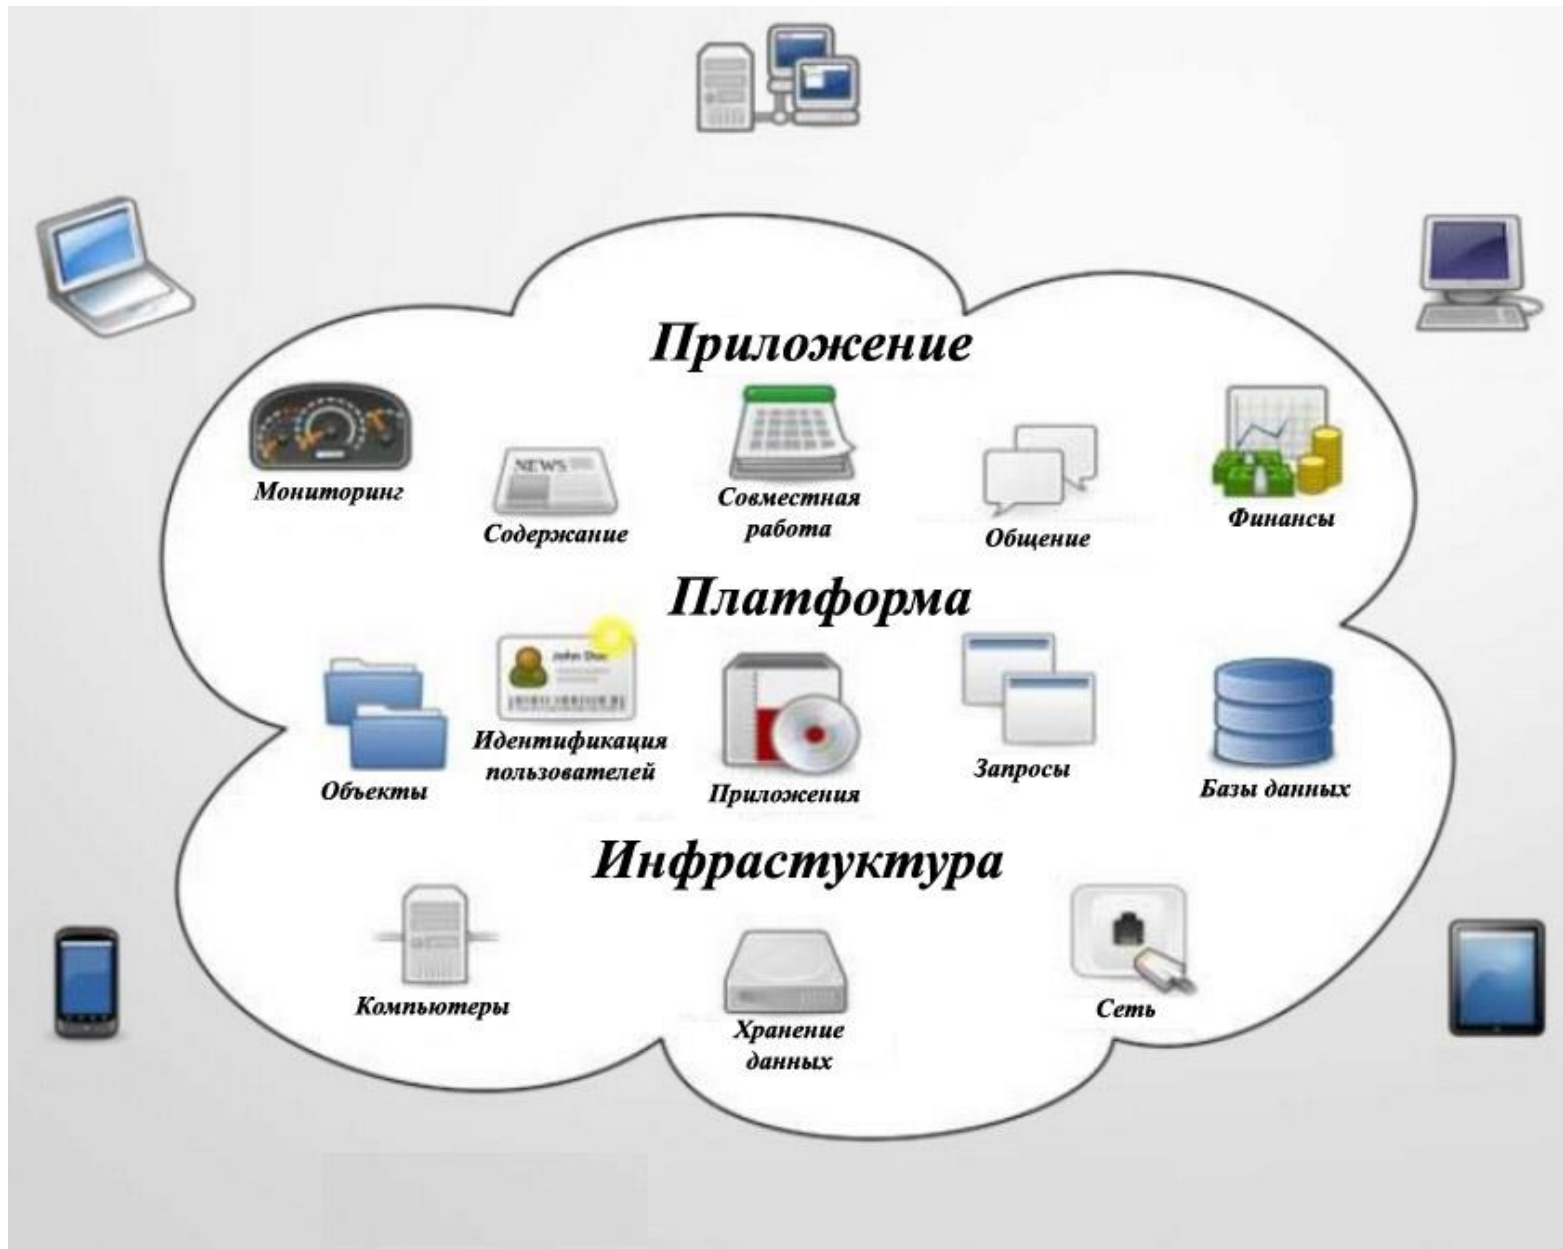 Приложение
Мониторинг
NEWS
Содержание
Совместная
работа
Общение
Финансы
Платформа
John Doe
Объекты
Идентификация
пользователей
Приложения
Запросы
Базы данных
Инфрастуктура
Компьютеры
Хранение
данных
Сеть